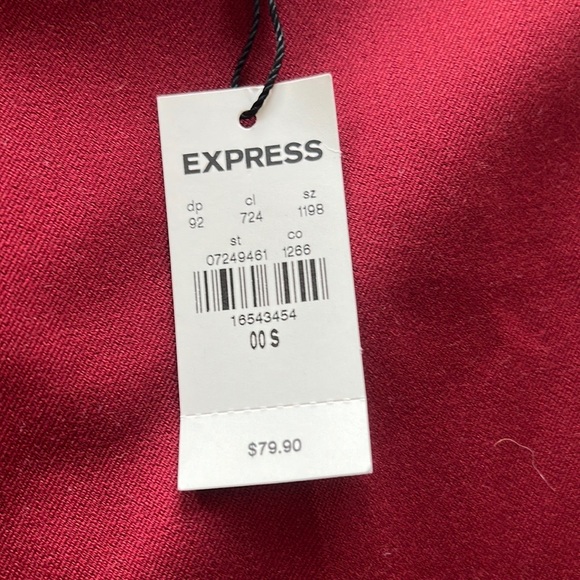 EXPRESS
dp cl sz
92 724 1198
st co
07249461 1266
16543454
00 S
$79.90